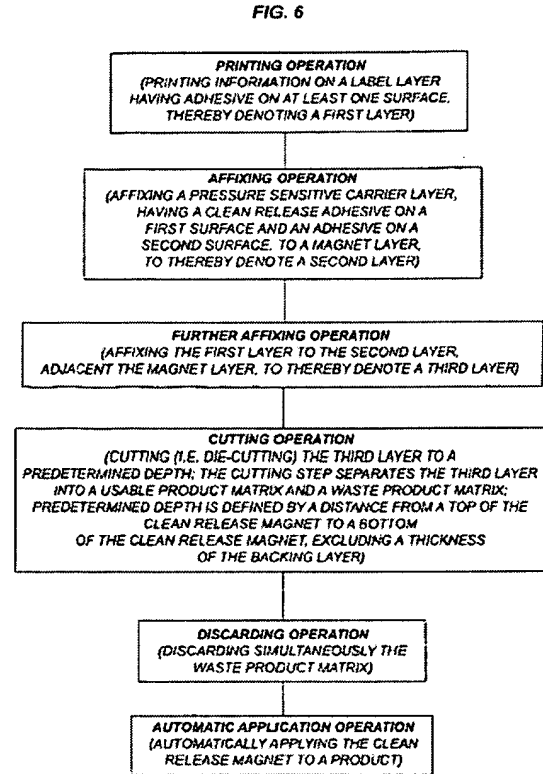 FIG. 6
PRINTING OPERATION
(PRINTING INFORMATION ON A LABEL LAYER
HAVING ADHESIVE ON AT LEAST ONE SURFACE,
THEREBY DENOTING A FIRST LAYER)
AFFIXING OPERATION
(AFFIXING A PRESSURE SENSITIVE CARRIER LAYER,
HAVING A CLEAN RELEASE ADHESIVE ON A
FIRST SURFACE AND AN ADHESIVE ON A
SECOND SURFACE, TO A MAGNET LAYER,
TO THEREBY DENOTE A SECOND LAYER)
FURTHER AFFIXING OPERATION
(AFFIXING THE FIRST LAYER TO THE SECOND LAYER,
ADJACENT THE MAGNET LAYER, TO THEREBY DENOTE A THIRD LAYER)
CUTTING OPERATION
(CUTTING (I.E. DIE-CUTTING) THE THIRD LAYER TO A
PREDETERMINED DEPTH; THE CUTTING STEP SEPARATES THE THIRD LAYER
INTO A USABLE PRODUCT MATRIX AND A WASTE PRODUCT MATRIX;
PREDETERMINED DEPTH IS DEFINED BY A DISTANCE FROM A TOP OF THE
CLEAN RELEASE MAGNET TO A BOTTOM
OF THE CLEAN RELEASE MAGNET, EXCLUDING A THICKNESS
OF THE BACKING LAYER)
DISCARDING OPERATION
(DISCARDING SIMULTANEOUSLY THE
WASTE PRODUCT MATRIX)
AUTOMATIC APPLICATION OPERATION
(AUTOMATICALLY APPLYING THE CLEAN
RELEASE MAGNET TO A PRODUCT)